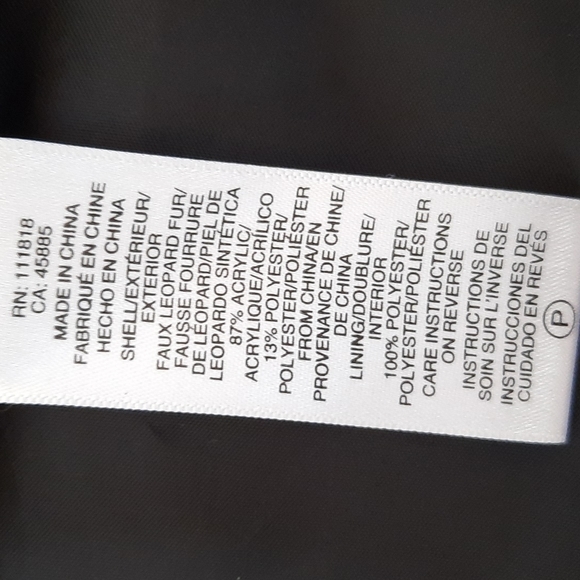 RN: 111818
CA: 45885
MADE IN CHINA
FABRIQUÉ EN CHINE
HECHO EN CHINA
SHELL/EXTÉRIEUR/
EXTERIOR
FAUX LEOPARD FUR/
FAUSSE FOURRURE
DE LÉOPARD/PIEL DE
LEOPARDO SINTÉTICA
87% ACRYLIC/
ACRYLIQUE/ACRÍLICO
13% POLYESTER/
POLYESTER/POLIÉSTER
FROM CHINA/EN
PROVENANCE DE CHINE/
DE CHINA
LINING/DOUBLURE/
INTERIOR
100% POLYESTER/
POLYESTER/POLIÉSTER
CARE INSTRUCTIONS
ON REVERSE
INSTRUCTIONS DE
SOIN SUR L'INVERSE
INSTRUCCIONES DEL
CUIDADO EN REVÉS
P